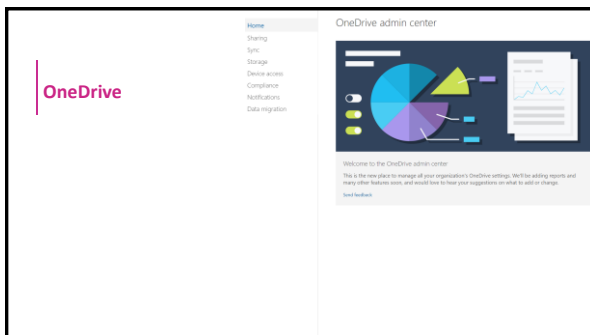 OneDrive
Home
Sharing
Sync
Storage
Device access
Compliance
Notifications
Data migration
OneDrive admin center
Welcome to the OneDrive admin center
This is the new place to manage all your organization's OneDrive settings. We'll be adding reports and
many other features soon, and would love to hear your suggestions on what to add or change.
Send feedback